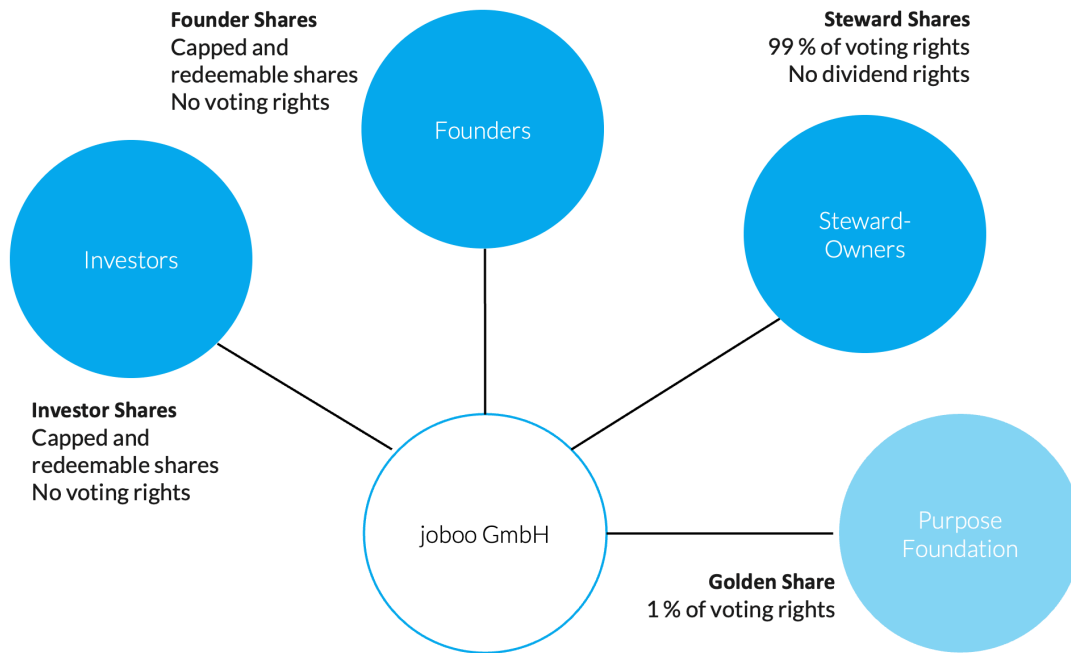 Founder Shares
Capped and
redeemable shares
No voting rights
Founders
Steward Shares
99 % of voting rights
No dividend rights
Steward-
Owners
Investors
Investor Shares
Capped and
redeemable shares
No voting rights
joboo GmbH
Purpose
Foundation
Golden Share
1 % of voting rights